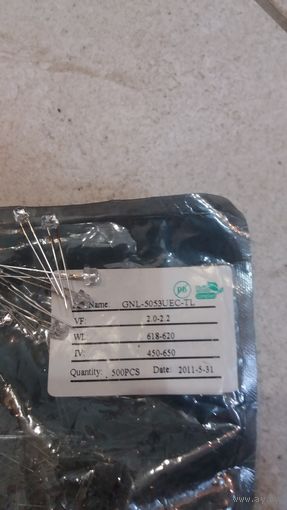 Pb
Name: GNL-5053UEC-TL
VF: 2.0-2.2
WL 618-620
IV: 450-650
Quantity: 500PCS Date: 2011-5-31